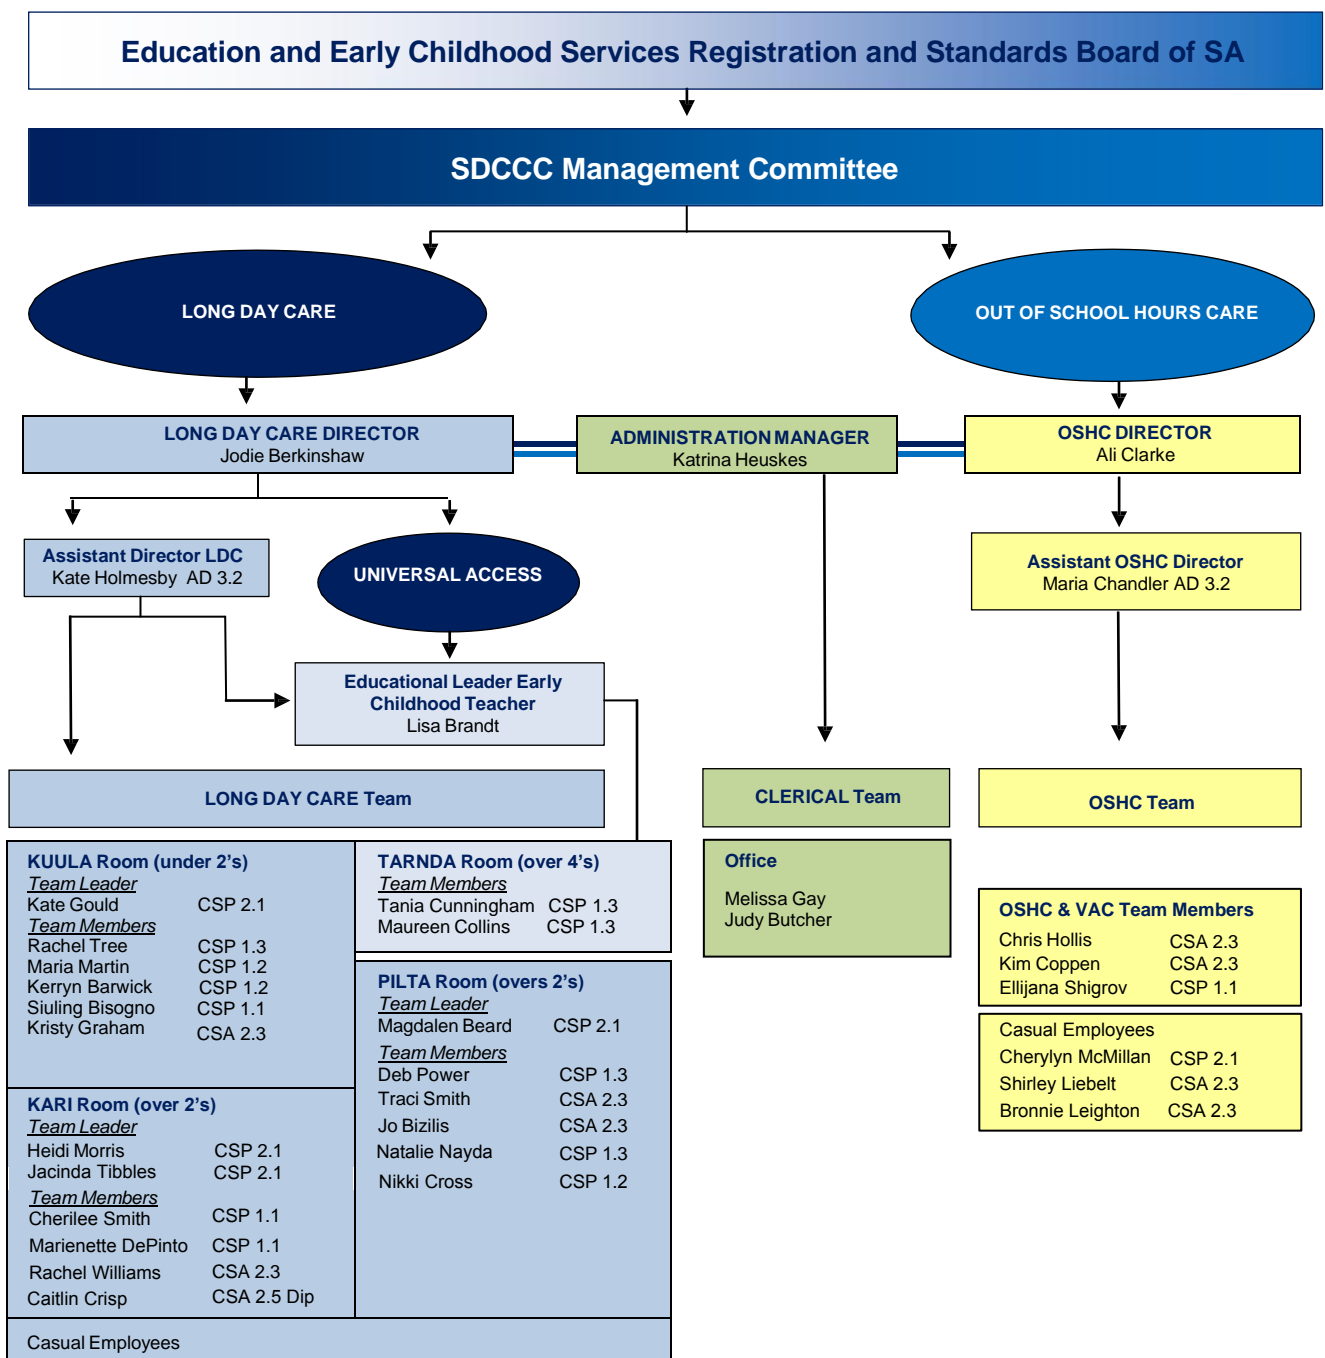 Education and Early Childhood Services Registration and Standards Board of SA
SDCCC Management Committee
LONG DAY CARE
OUT OF SCHOOL HOURS CARE
LONG DAY CARE DIRECTOR
Jodie Berkinshaw
ADMINISTRATION MANAGER
Katrina Heuskes
OSHC DIRECTOR
Ali Clarke
Assistant Director LDC
Kate Holmesby AD 3.2
UNIVERSAL ACCESS
Assistant OSHC Director
Maria Chandler AD 3.2
Educational Leader Early
Childhood Teacher
Lisa Brandt
LONG DAY CARE Team
CLERICAL Team
OSHC Team
KUULA Room (under 2's)
Team Leader
Kate Gould CSP 2.1
Team Members
Rachel Tree CSP 1.3
Maria Martin CSP 1.2
Kerryn Barwick CSP 1.2
Siuling Bisogno CSP 1.1
Kristy Graham CSA 2.3
KARI Room (over 2's)
Team Leader
Heidi Morris CSP 2.1
Jacinda Tibbles CSP 2.1
Team Members
Cherilee Smith CSP 1.1
Marienette DePinto CSP 1.1
Rachel Williams CSA 2.3
Caitlin Crisp CSA 2.5 Dip
Casual Employees
TARNDA Room (over 4's)
Team Members
Tania Cunningham CSP 1.3
Maureen Collins CSP 1.3
PILTA Room (overs 2's)
Team Leader
Magdalen Beard CSP 2.1
Team Members
Deb Power CSP 1.3
Traci Smith CSA 2.3
Jo Bizilis CSA 2.3
Natalie Nayda CSP 1.3
Nikki Cross CSP 1.2
Office
Melissa Gay
Judy Butcher
OSHC & VAC Team Members
Chris Hollis CSA 2.3
Kim Coppen CSA 2.3
Ellijana Shigrov CSP 1.1
Casual Employees
Cherylyn McMillan CSP 2.1
Shirley Liebelt CSA 2.3
Bronnie Leighton CSA 2.3